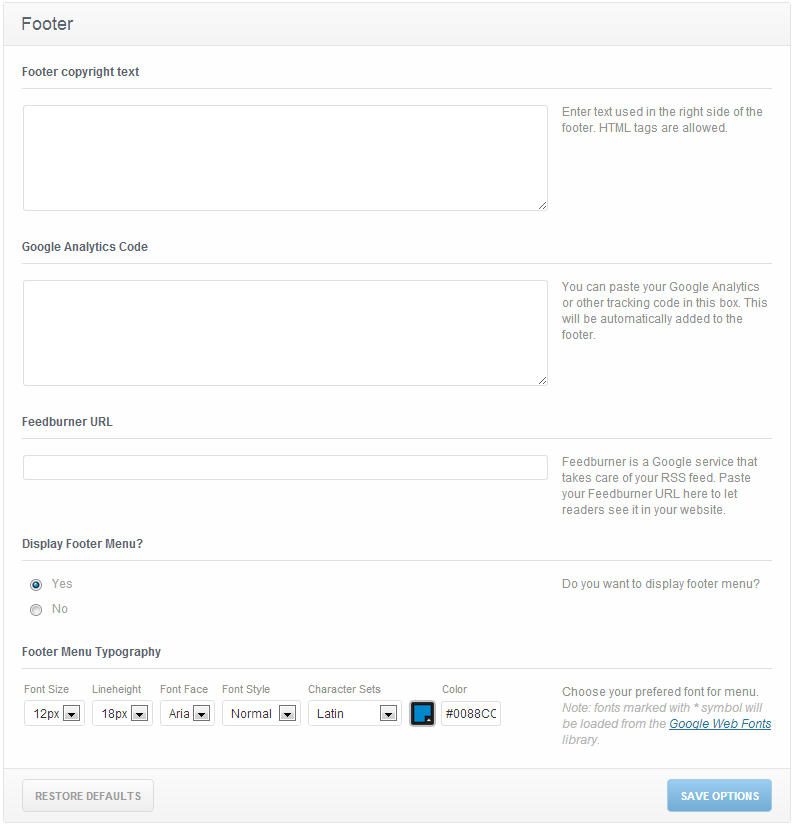 Footer
Footer copyright text
Enter text used in the right side of the
footer. HTML tags are allowed.
Google Analytics Code
You can paste your Google Analytics
or other tracking code in this box. This
will be automatically added to the
footer.
Feedburner URL
Feedburner is a Google service that
takes care of your RSS feed. Paste
your Feedburner URL here to let
readers see it in your website.
Display Footer Menu?
Yes
Do you want to display footer menu?
No
Footer Menu Typography
Font Size Lineheight Font Face Font Style Character Sets Color
12px 18px Aria Normal Latin #0088CC
Choose your prefered font for menu.
Note: fonts marked with * symbol will
be loaded from the Google Web Fonts
library.
RESTORE DEFAULTS SAVE OPTIONS